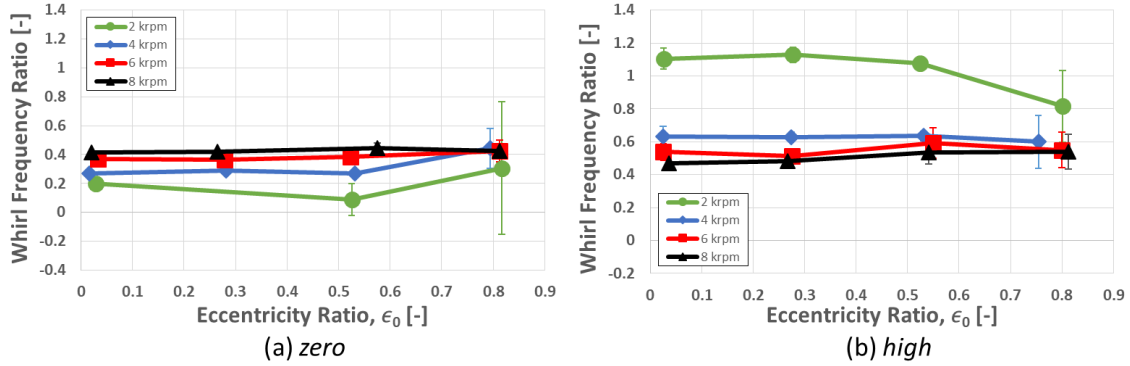 Whirl Frequency Ratio [-]
1.4
1.2
1
0.8
0.6
0.4
0.2
0
-0.2
-0.4
2 krpm
4 krpm
6 krpm
8 krpm
0 0.1 0.2 0.3 0.4 0.5 0.6 0.7 0.8 0.9
Eccentricity Ratio, ϵ₀ [-]
(a) zero
Whirl Frequency Ratio [-]
1.4
1.2
1
0.8
0.6
0.4
0.2
0
-0.2
2 krpm
4 krpm
6 krpm
8 krpm
0 0.1 0.2 0.3 0.4 0.5 0.6 0.7 0.8 0.9
Eccentricity Ratio, ϵ₀ [-]
(b) high